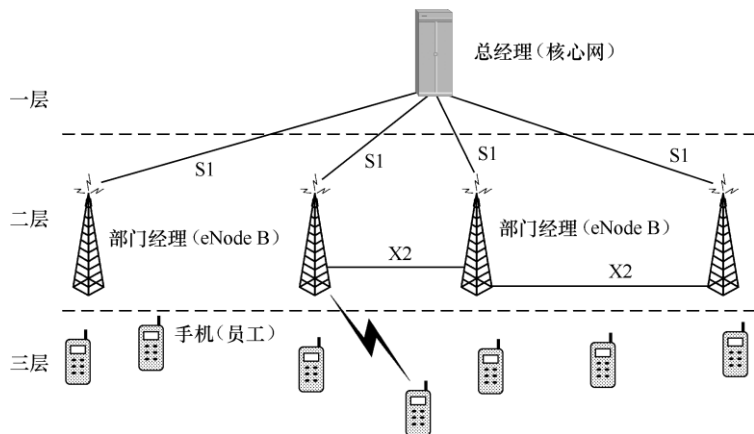 总经理（核心网）
一层
S1
S1
S1
S1
二层
部门经理（eNode B）
部门经理（eNode B）
X2
X2
手机（员工）
三层